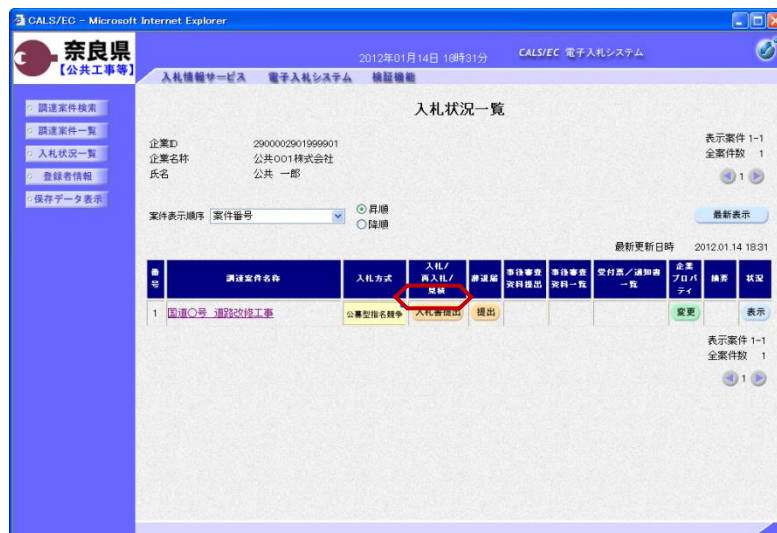 CALS/EC - Microsoft Internet Explorer
奈良県
【公共工事等】
2012年01月14日 18時31分
CALS/EC 電子入札システム
入札情報サービス 電子入札システム 検証機能
調達案件検索
調達案件一覧
入札状況一覧
登録者情報
保存データ表示
入札状況一覧
企業ID 2900002901999901
企業名称 公共001株式会社
氏名 公共 一郎
表示案件 1-1
全案件数 1
1
案件表示順序 案件番号
昇順
降順
最新表示
最新更新日時 2012.01.14 18:31
番号 調達案件名称 入札方式 入札/再入札/見積 辞退届 事後審査資料提出 事後審査資料一覧 受付票/通知書一覧 企業プロパティ 摘要 状況
1 国道〇号 道路改修工事 公募型指名競争 入札書提出 提出 変更 表示
表示案件 1-1
全案件数 1
1